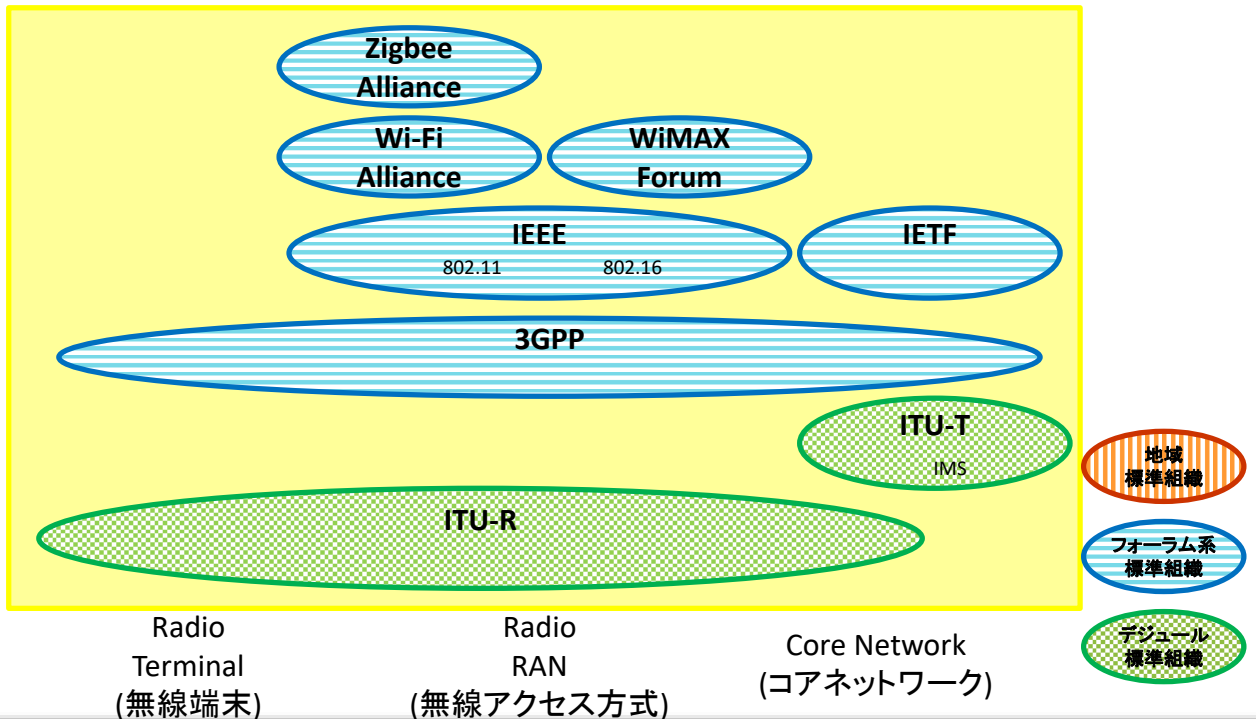 Zigbee
Alliance
Wi-Fi
Alliance
WiMAX
Forum
IEEE
802.11
802.16
IETF
3GPP
ITU-T
IMS
ITU-R
地域
標準組織
フォーラム系
標準組織
デジュール
標準組織
Radio
Terminal
(無線端末)
Radio
RAN
(無線アクセス方式)
Core Network
(コアネットワーク)